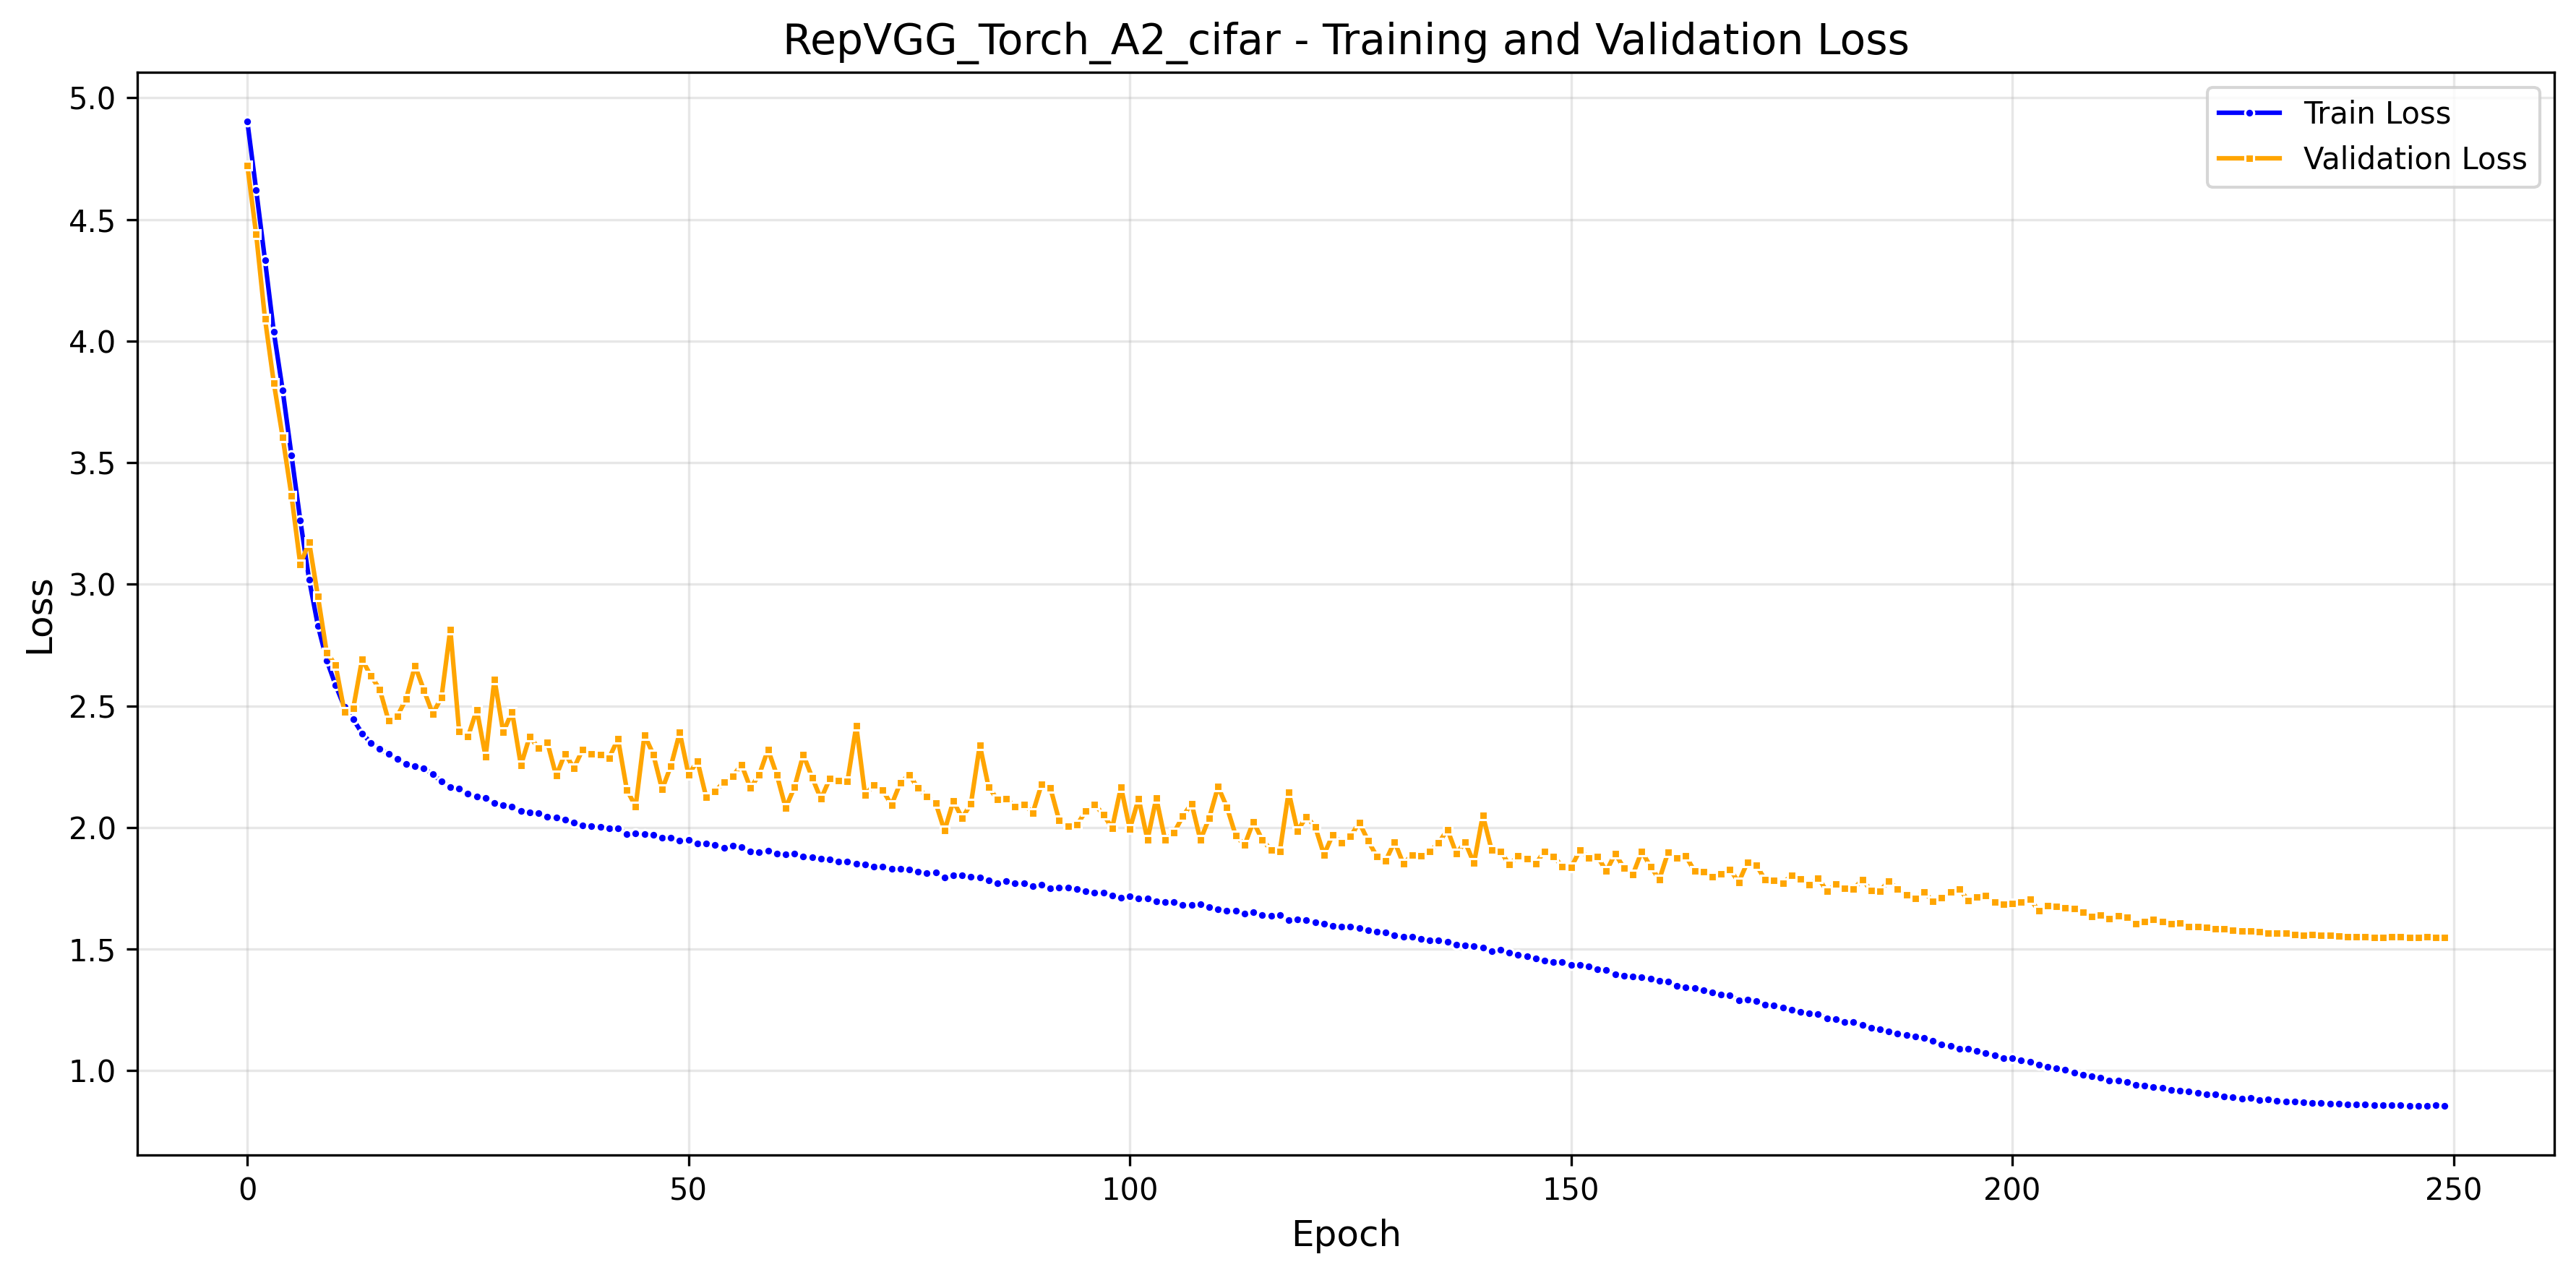 RepVGG_Torch_A2_cifar - Training and Validation Loss
Train Loss
Validation Loss
5.0
4.5
4.0
3.5
3.0
2.5
2.0
1.5
1.0
Loss
0 50 100 150 200 250
Epoch